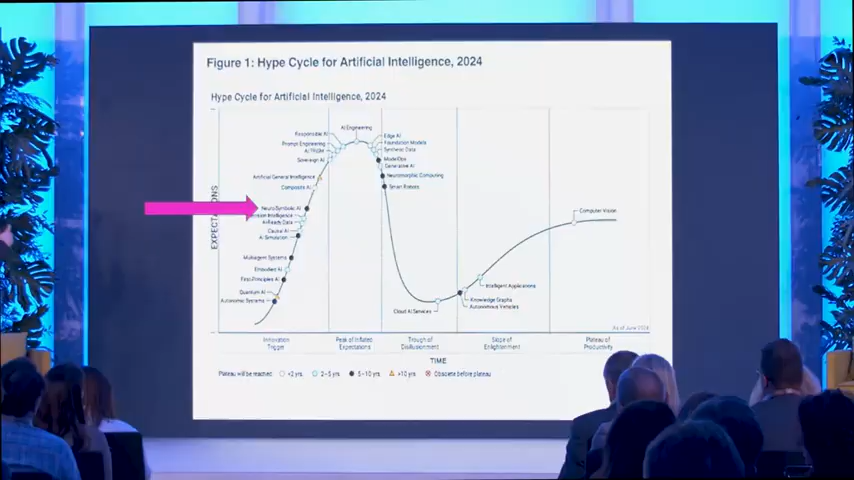 Figure 1: Hype Cycle for Artificial Intelligence, 2024
Hype Cycle for Artificial Intelligence, 2024
AI Engineering
Responsible AI
Edge AI
Prompt Engineering
Foundation Models
AI TRiSM
Synthetic Data
Sovereign AI
ModelOps
Generative AI
Artificial General Intelligence
Neuromorphic Computing
Composite AI
Smart Robots
Neuro-Symbolic AI
Computer Vision
Intelligence
AI-Ready Data
Causal AI
AI Simulation
EXPECTATIONS
Multiagent Systems
Embodied AI
First-Principles AI
Intelligent Applications
Quantum AI
Autonomic Systems
Knowledge Graphs
Autonomous Vehicles
Cloud AI Services
As of June 2024
Innovation Trigger
Peak of Inflated Expectations
Trough of Disillusionment
Slope of Enlightenment
Plateau of Productivity
TIME
Plateau will be reached: <2 yrs. 2–5 yrs. 5–10 yrs. >10 yrs. Obsolete before plateau